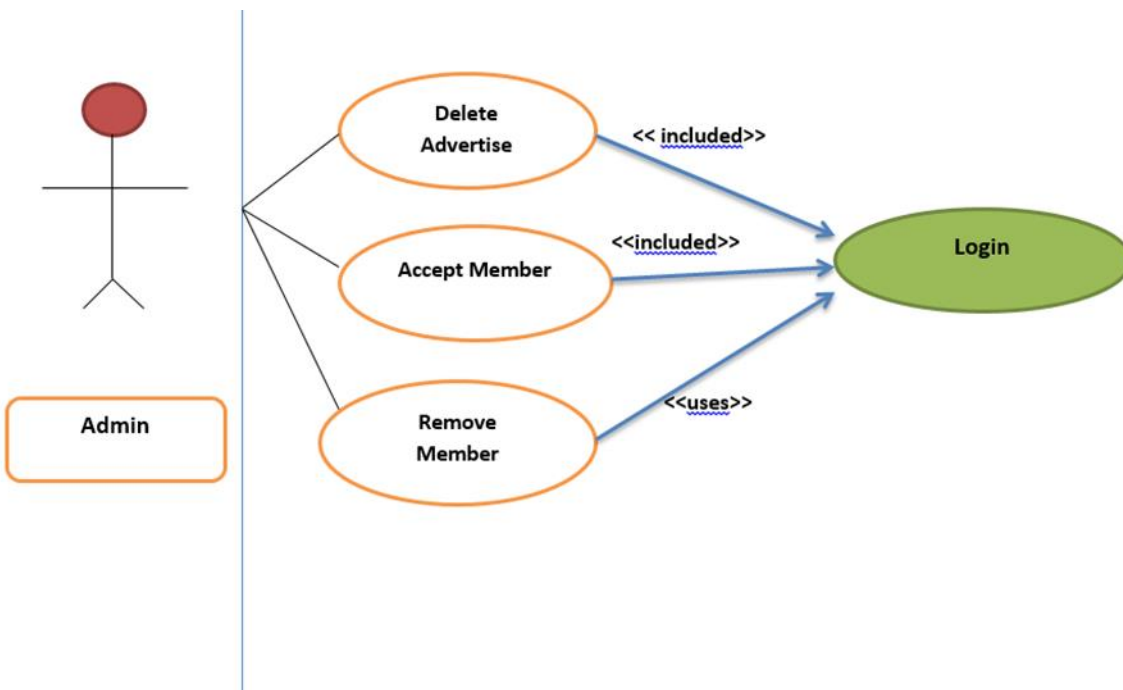 Delete
Advertise
<< included>>
<<included>>
Accept Member
Login
<<uses>>
Admin
Remove
Member